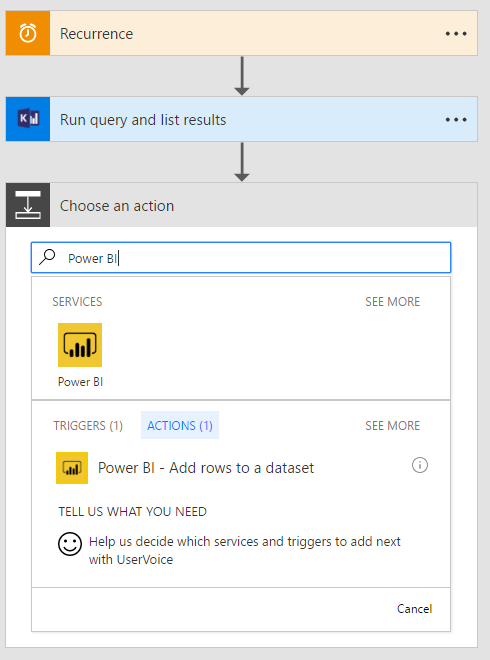 Recurrence
Run query and list results
Choose an action
Power BI
SERVICES SEE MORE
Power BI
TRIGGERS (1) ACTIONS (1) SEE MORE
Power BI - Add rows to a dataset
TELL US WHAT YOU NEED
Help us decide which services and triggers to add next
with UserVoice
Cancel